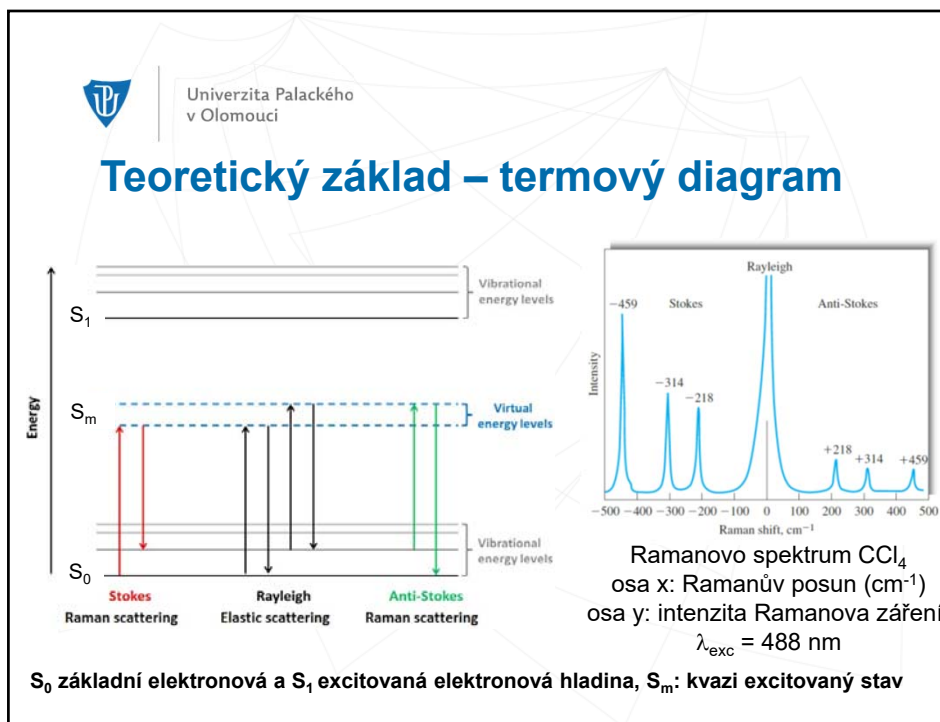 Univerzita Palackého
v Olomouci
Teoretický základ – termový diagram
Energy
S₁
Vibrational
energy levels
Sₘ
Virtual
energy levels
Vibrational
energy levels
S₀
Stokes
Raman scattering
Rayleigh
Elastic scattering
Anti-Stokes
Raman scattering
Rayleigh
−459
Stokes
Anti-Stokes
−314
−218
+218
+314
+459
Intensity
−500 −400 −300 −200 −100 0 100 200 300 400 500
Raman shift, cm⁻¹
Ramanovo spektrum CCl₄
osa x: Ramanův posun (cm⁻¹)
osa y: intenzita Ramanova záření
λexc = 488 nm
S₀ základní elektronová a S₁ excitovaná elektronová hladina, Sₘ: kvazi excitovaný stav